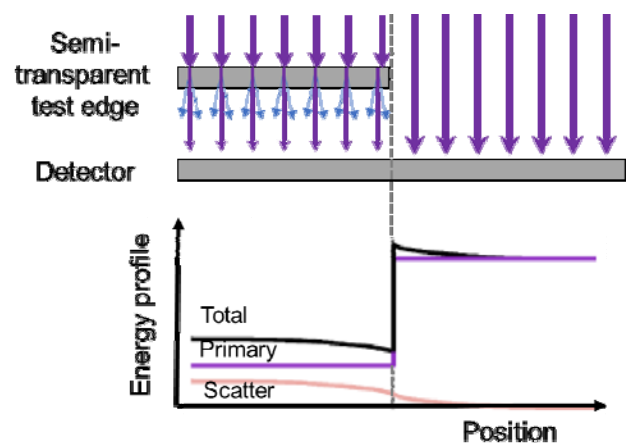 Semi-
transparent
test edge
Detector
Energy profile
Total
Primary
Scatter
Position